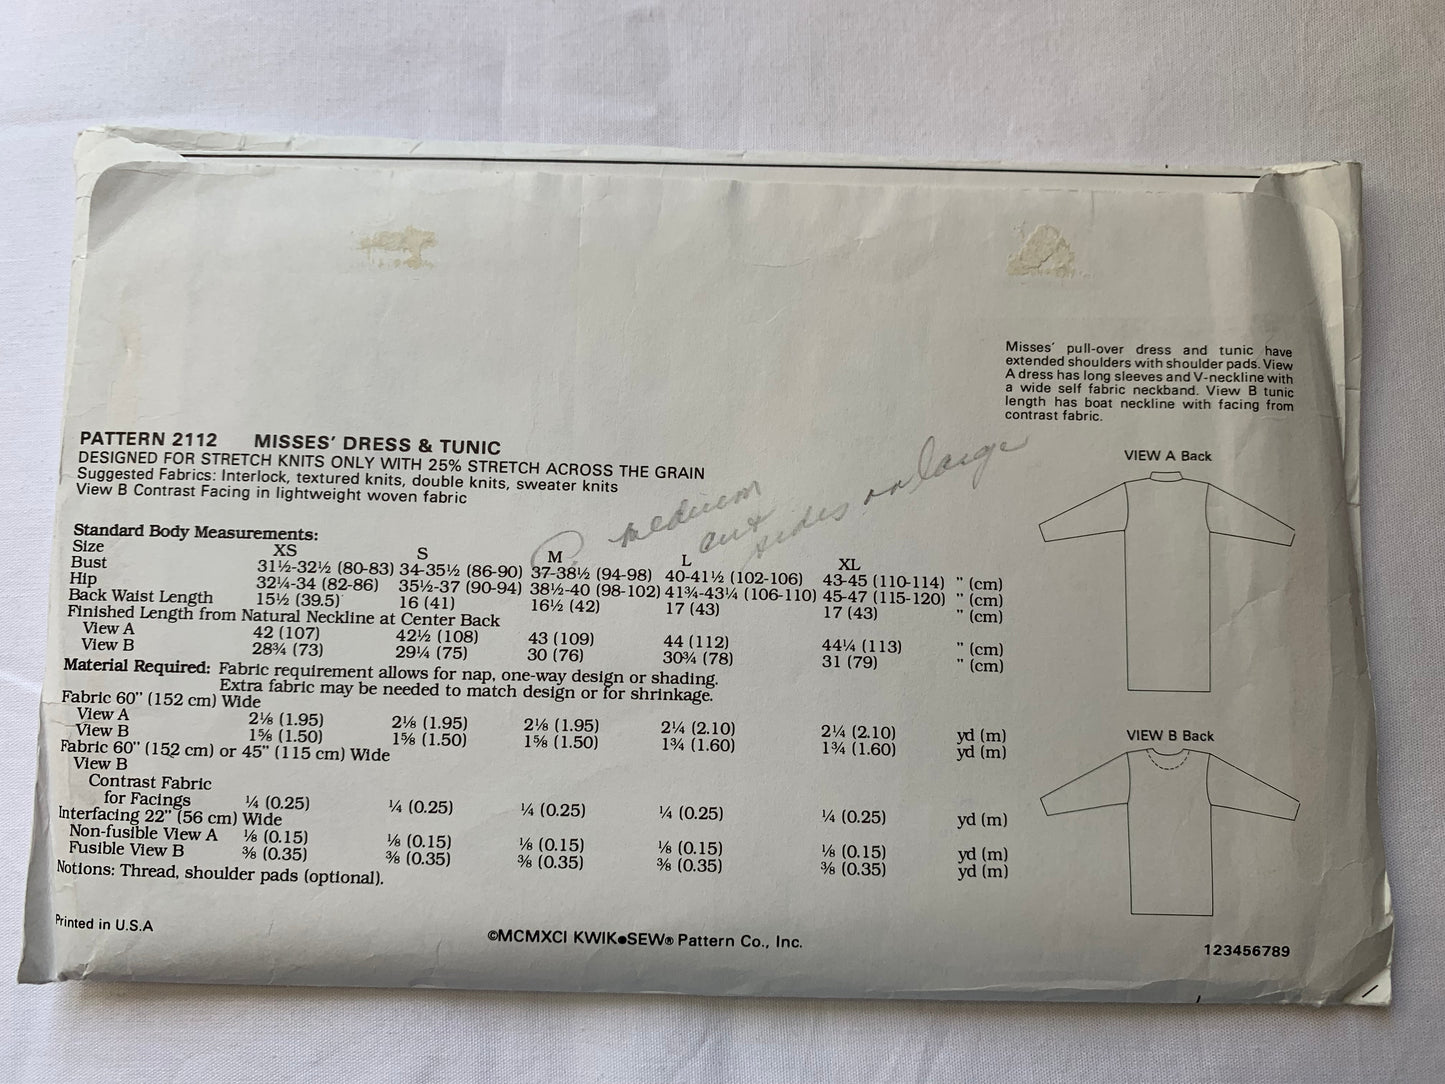 Misses' pull-over dress and tunic have
extended shoulders with shoulder pads. View
A dress has long sleeves and V-neckline with
a wide self fabric neckband. View B tunic
length has boat neckline with facing from
contrast fabric.
PATTERN 2112 MISSES' DRESS & TUNIC
DESIGNED FOR STRETCH KNITS ONLY WITH 25% STRETCH ACROSS THE GRAIN
Suggested Fabrics: Interlock, textured knits, double knits, sweater knits
View B Contrast Facing in lightweight woven fabric
medium
cut
sides on large
Standard Body Measurements:
Size XS S M L XL
Bust 31½-32½ (80-83) 34-35½ (86-90) 37-38½ (94-98) 40-41½ (102-106) 43-45 (110-114) " (cm)
Hip 32¼-34 (82-86) 35½-37 (90-94) 38½-40 (98-102) 41¾-43¼ (106-110) 45-47 (115-120) " (cm)
Back Waist Length 15½ (39.5) 16 (41) 16½ (42) 17 (43) 17 (43) " (cm)
Finished Length from Natural Neckline at Center Back
View A 42 (107) 42½ (108) 43 (109) 44 (112) 44¼ (113) " (cm)
View B 28¾ (73) 29¼ (75) 30 (76) 30¾ (78) 31 (79) " (cm)
Material Required: Fabric requirement allows for nap, one-way design or shading.
Extra fabric may be needed to match design or for shrinkage.
Fabric 60" (152 cm) Wide
View A 2⅛ (1.95) 2⅛ (1.95) 2⅛ (1.95) 2¼ (2.10) 2¼ (2.10) yd (m)
View B 1⅝ (1.50) 1⅝ (1.50) 1⅝ (1.50) 1¾ (1.60) 1¾ (1.60) yd (m)
Fabric 60" (152 cm) or 45" (115 cm) Wide
View B
Contrast Fabric
for Facings ¼ (0.25) ¼ (0.25) ¼ (0.25) ¼ (0.25) ¼ (0.25) yd (m)
Interfacing 22" (56 cm) Wide
Non-fusible View A ⅛ (0.15) ⅛ (0.15) ⅛ (0.15) ⅛ (0.15) ⅛ (0.15) yd (m)
Fusible View B ⅜ (0.35) ⅜ (0.35) ⅜ (0.35) ⅜ (0.35) ⅜ (0.35) yd (m)
Notions: Thread, shoulder pads (optional).
VIEW A Back
VIEW B Back
Printed in U.S.A
©MCMXCI KWIK●SEW® Pattern Co., Inc.
123456789